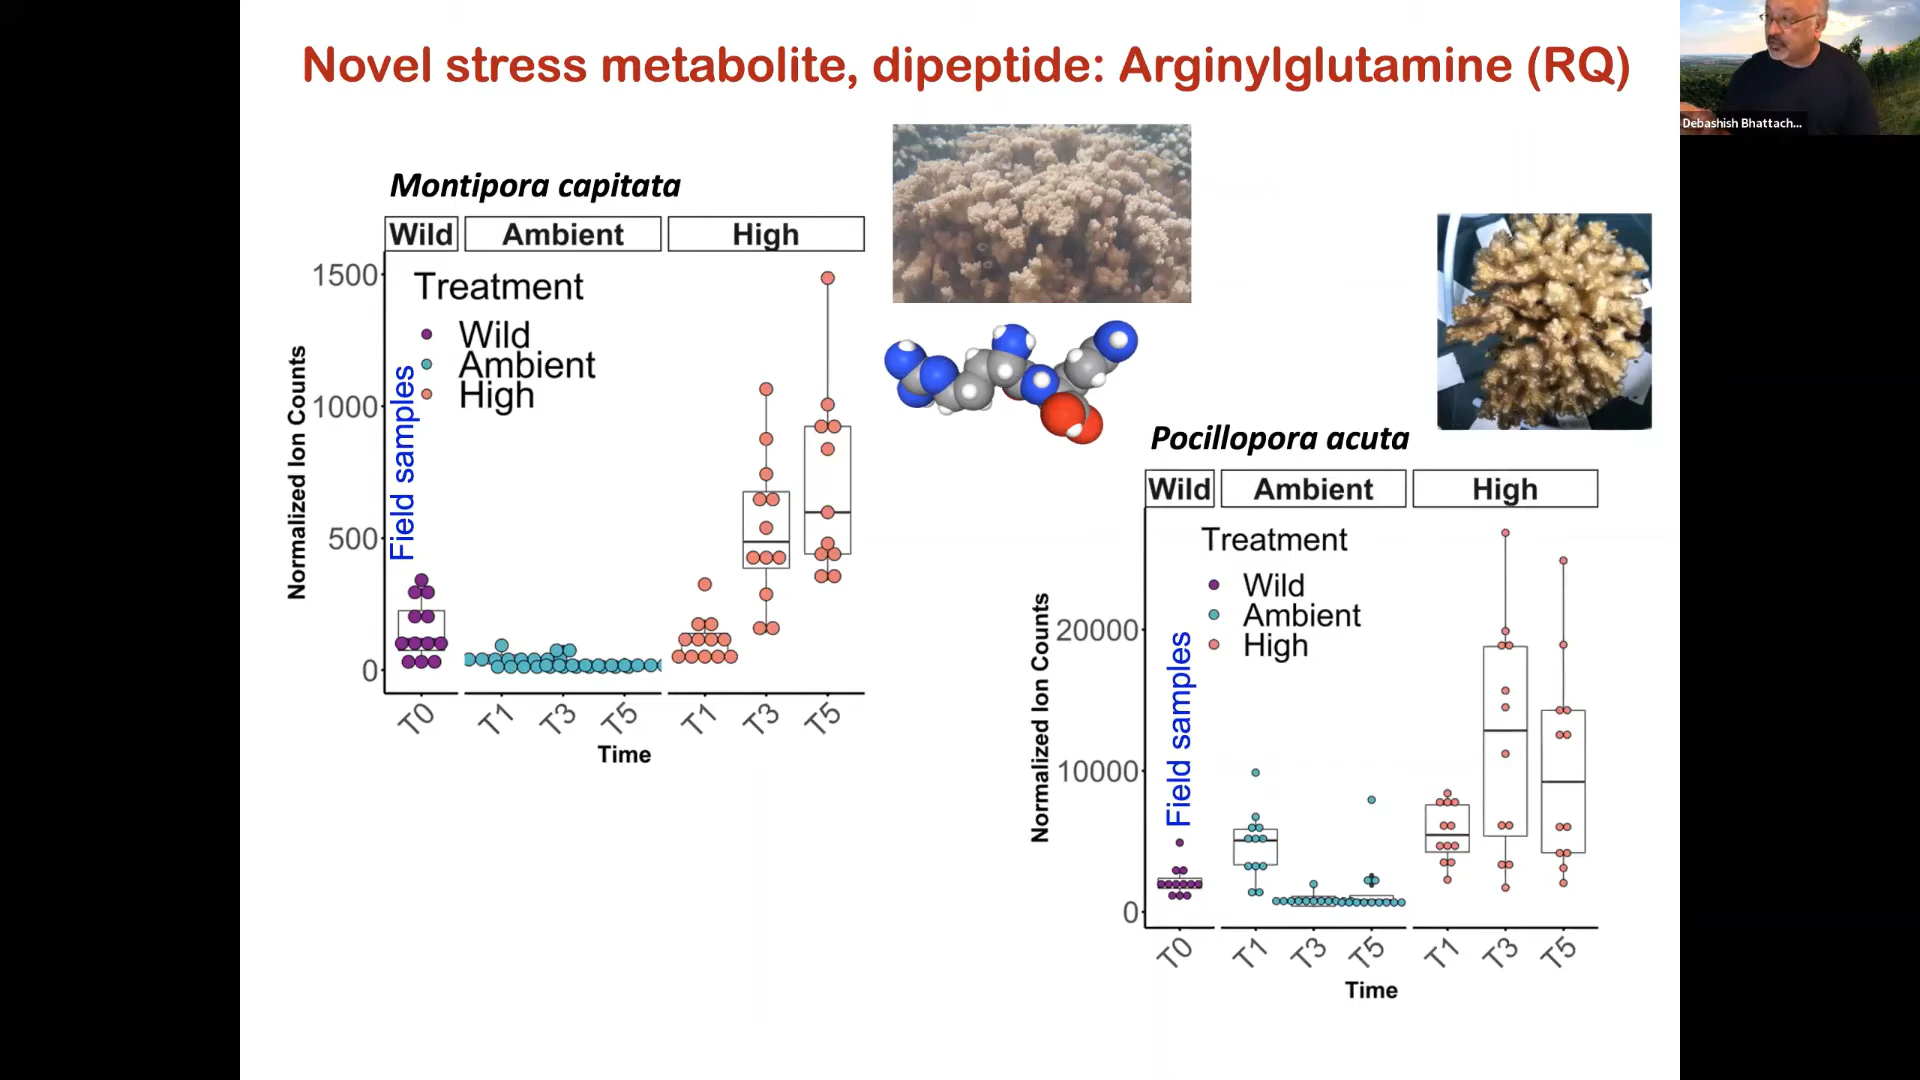 Novel stress metabolite, dipeptide: Arginylglutamine (RQ)
Debashish Bhattach...
Montipora capitata
Wild Ambient High
Treatment
Wild
Ambient
High
Field samples
Normalized Ion Counts
1500
1000
500
0
T0 T1 T3 T5 T1 T3 T5
Time
Pocillopora acuta
Wild Ambient High
Treatment
Wild
Ambient
High
Field samples
Normalized Ion Counts
20000
10000
0
T0 T1 T3 T5 T1 T3 T5
Time